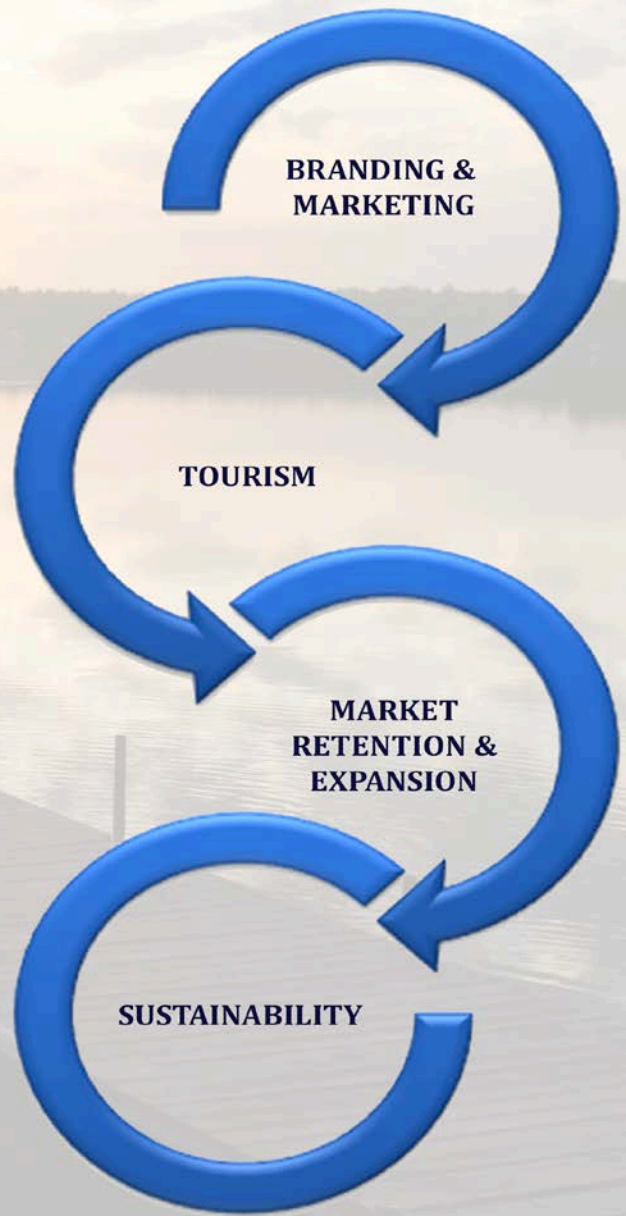 BRANDING &
MARKETING
TOURISM
MARKET
RETENTION &
EXPANSION
SUSTAINABILITY